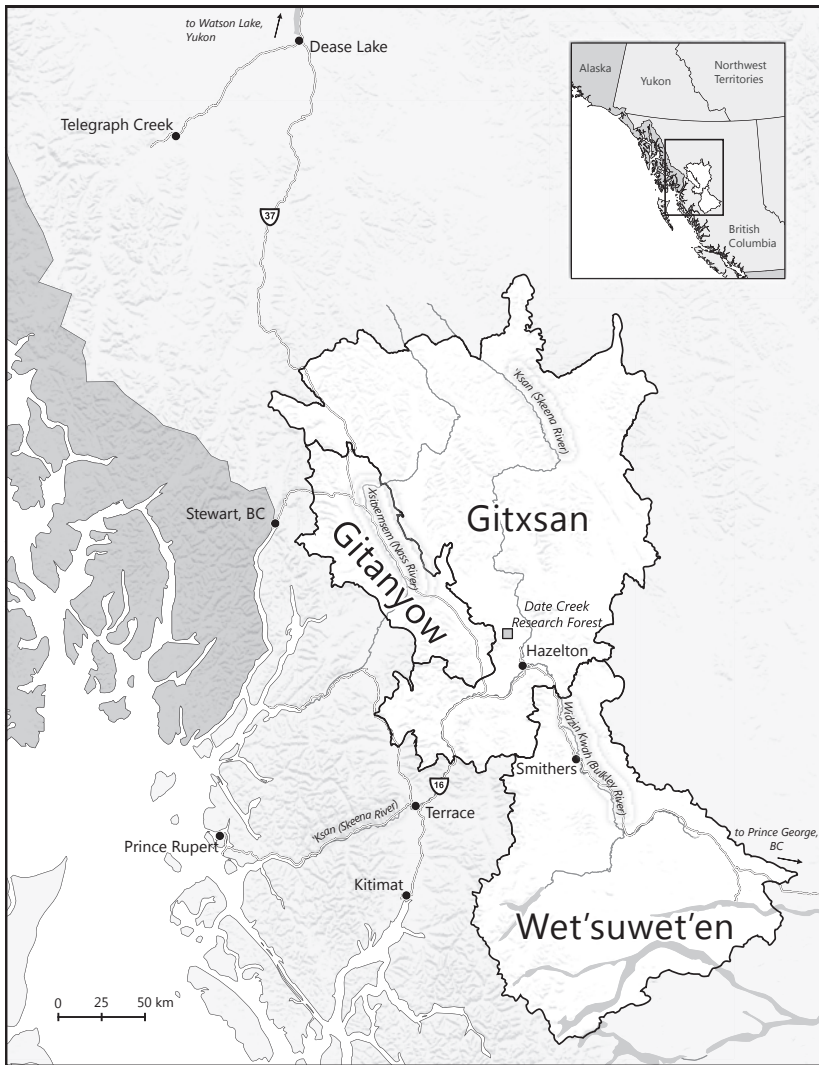 to Watson Lake,
Yukon
Dease Lake
Telegraph Creek
37
Alaska
Yukon
Northwest
Territories
British
Columbia
'Ksan (Skeena River)
Stewart, BC
Xsitxemsem (Nass River)
Gitxsan
Gitanyow
Date Creek
Research Forest
Hazelton
Widzin Kwah (Bulkley River)
Smithers
16
'Ksan (Skeena River)
Terrace
Prince Rupert
to Prince George,
BC
Kitimat
Wet'suwet'en
0 25 50 km